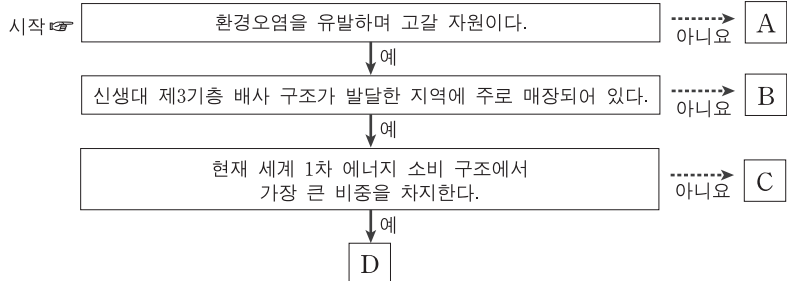 시작 ☞ 환경오염을 유발하며 고갈 자원이다. 아니요 A
예
신생대 제3기층 배사 구조가 발달한 지역에 주로 매장되어 있다. 아니요 B
예
현재 세계 1차 에너지 소비 구조에서
가장 큰 비중을 차지한다. 아니요 C
예
D